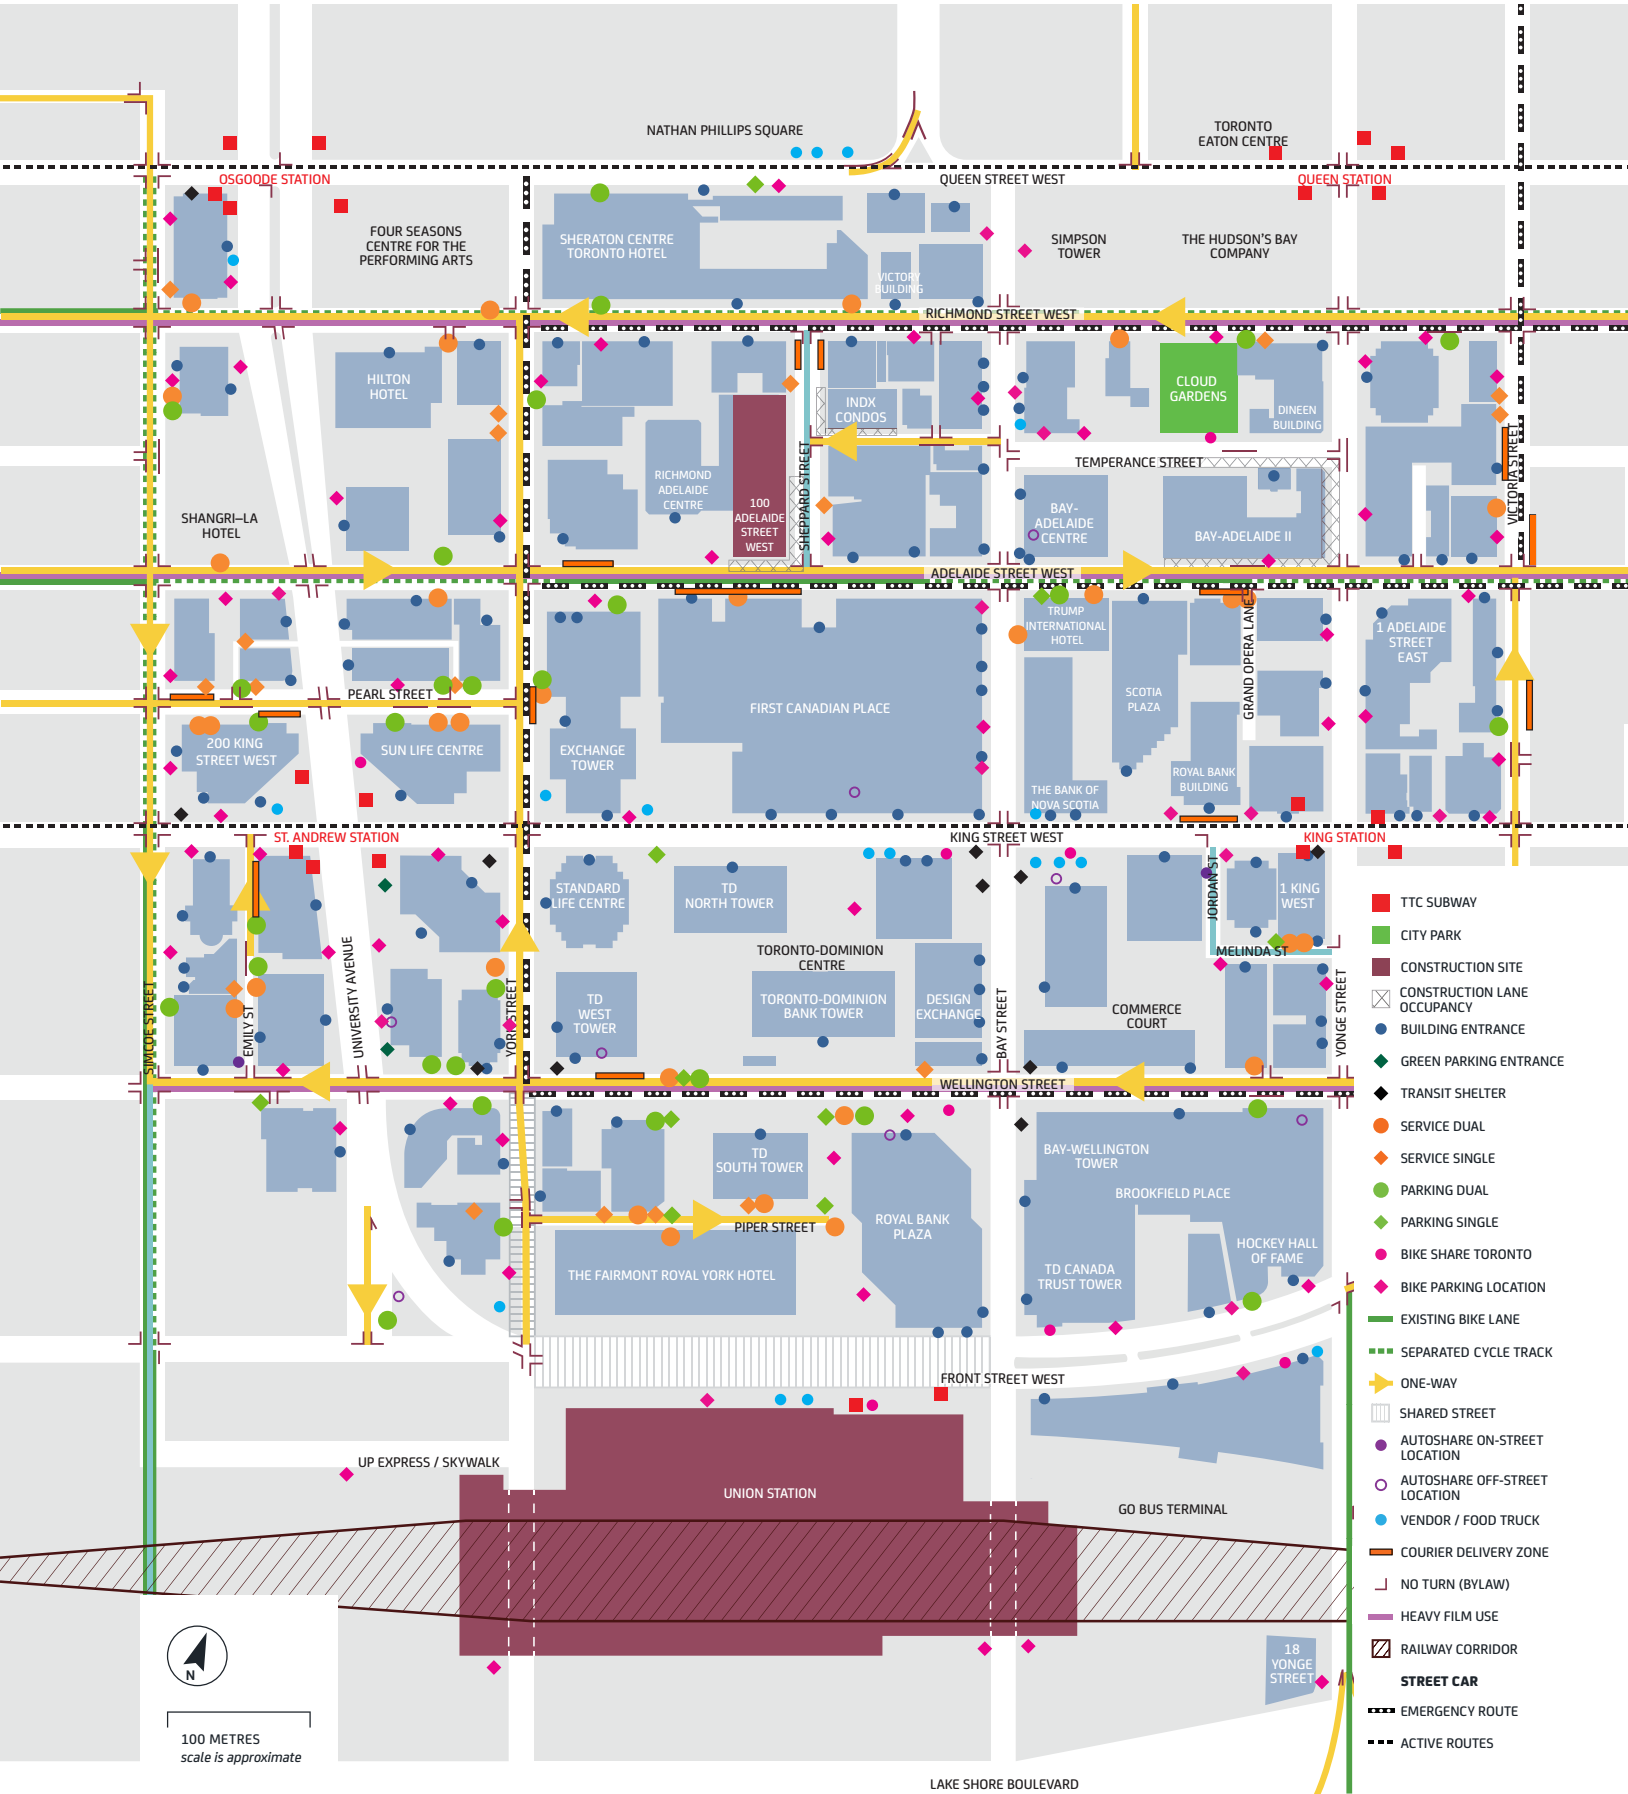 NATHAN PHILLIPS SQUARE
TORONTO
EATON CENTRE
OSGOODE STATION
QUEEN STREET WEST
QUEEN STATION
FOUR SEASONS
CENTRE FOR THE
PERFORMING ARTS
SHERATON CENTRE
TORONTO HOTEL
VICTORY
BUILDING
SIMPSON
TOWER
THE HUDSON'S BAY
COMPANY
RICHMOND STREET WEST
HILTON
HOTEL
INDX
CONDOS
CLOUD
GARDENS
DINEEN
BUILDING
RICHMOND
ADELAIDE
CENTRE
100
ADELAIDE
STREET
WEST
SHEPPARD STREET
TEMPERANCE STREET
VICTORIA STREET
SHANGRI–LA
HOTEL
BAY-
ADELAIDE
CENTRE
BAY-ADELAIDE II
ADELAIDE STREET WEST
TRUMP
INTERNATIONAL
HOTEL
GRAND OPERA LANE
1 ADELAIDE
STREET
EAST
PEARL STREET
FIRST CANADIAN PLACE
SCOTIA
PLAZA
200 KING
STREET WEST
SUN LIFE CENTRE
EXCHANGE
TOWER
THE BANK OF
NOVA SCOTIA
ROYAL BANK
BUILDING
ST. ANDREW STATION
KING STREET WEST
KING STATION
STANDARD
LIFE CENTRE
TD
NORTH TOWER
JORDAN ST
1 KING
WEST
TORONTO-DOMINION
CENTRE
MELINDA ST
SIMCOE STREET
EMILY ST
UNIVERSITY AVENUE
YORK STREET
TD
WEST
TOWER
TORONTO-DOMINION
BANK TOWER
DESIGN
EXCHANGE
BAY STREET
COMMERCE
COURT
YONGE STREET
WELLINGTON STREET
TD
SOUTH TOWER
BAY-WELLINGTON
TOWER
BROOKFIELD PLACE
PIPER STREET
ROYAL BANK
PLAZA
HOCKEY HALL
OF FAME
THE FAIRMONT ROYAL YORK HOTEL
TD CANADA
TRUST TOWER
FRONT STREET WEST
UP EXPRESS / SKYWALK
UNION STATION
GO BUS TERMINAL
18
YONGE
STREET
N
100 METRES
scale is approximate
LAKE SHORE BOULEVARD
TTC SUBWAY
CITY PARK
CONSTRUCTION SITE
CONSTRUCTION LANE
OCCUPANCY
BUILDING ENTRANCE
GREEN PARKING ENTRANCE
TRANSIT SHELTER
SERVICE DUAL
SERVICE SINGLE
PARKING DUAL
PARKING SINGLE
BIKE SHARE TORONTO
BIKE PARKING LOCATION
EXISTING BIKE LANE
SEPARATED CYCLE TRACK
ONE-WAY
SHARED STREET
AUTOSHARE ON-STREET
LOCATION
AUTOSHARE OFF-STREET
LOCATION
VENDOR / FOOD TRUCK
COURIER DELIVERY ZONE
NO TURN (BYLAW)
HEAVY FILM USE
RAILWAY CORRIDOR
STREET CAR
EMERGENCY ROUTE
ACTIVE ROUTES